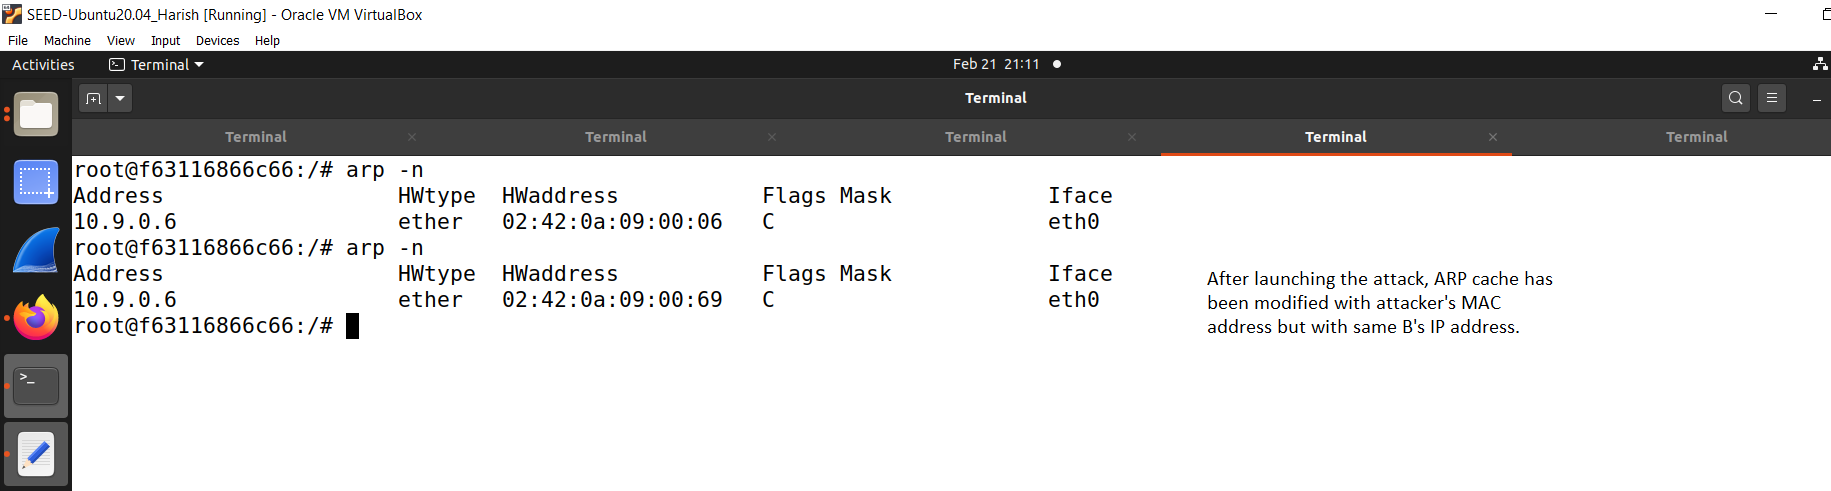 SEED-Ubuntu20.04_Harish [Running] - Oracle VM VirtualBox
File Machine View Input Devices Help
Activities Terminal Feb 21 21:11
Terminal
Terminal Terminal Terminal Terminal Terminal
root@f63116866c66:/# arp -n
Address HWtype HWaddress Flags Mask Iface
10.9.0.6 ether 02:42:0a:09:00:06 C eth0
root@f63116866c66:/# arp -n
Address HWtype HWaddress Flags Mask Iface
10.9.0.6 ether 02:42:0a:09:00:69 C eth0
root@f63116866c66:/#
After launching the attack, ARP cache has
been modified with attacker's MAC
address but with same B's IP address.